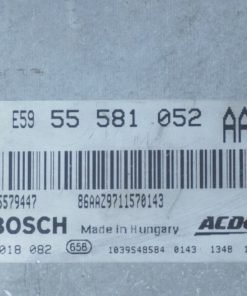 E59 55 581 052 AA
5579447 86AAZ9711570143
BOSCH Made in Hungary ACDe
018 082 656 1039S48584 0143 1348